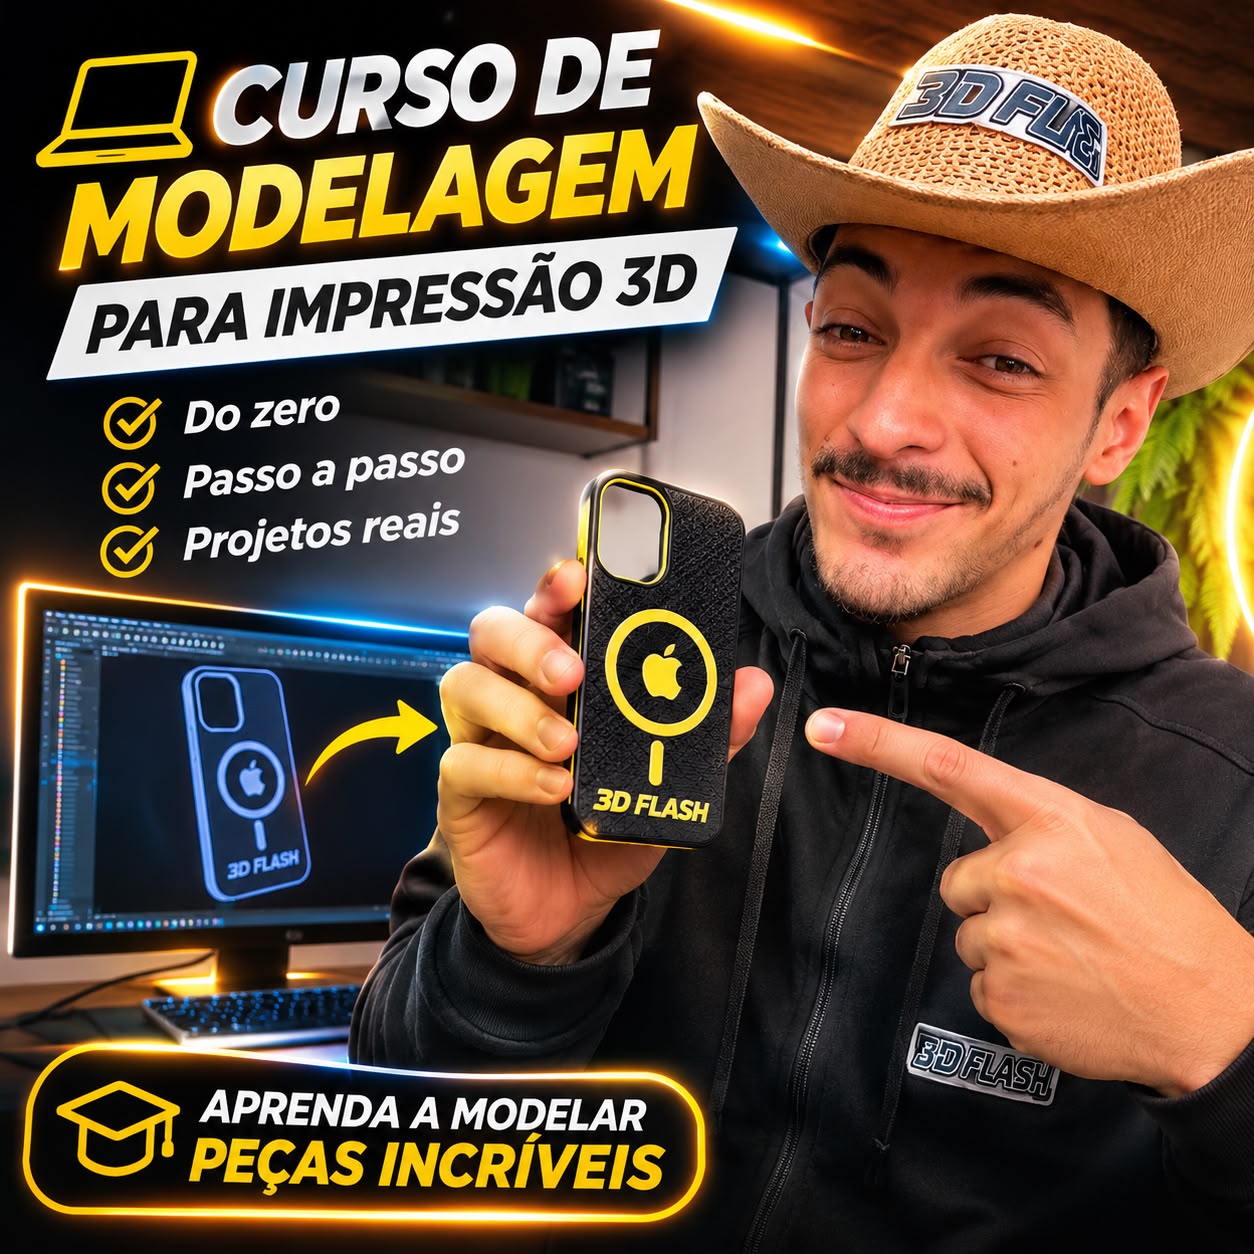 CURSO DE
MODELAGEM
PARA IMPRESSÃO 3D
Do zero
Passo a passo
Projetos reais
3D FLASH
3D FLASH
3D FLASH
APRENDA A MODELAR
PEÇAS INCRÍVEIS